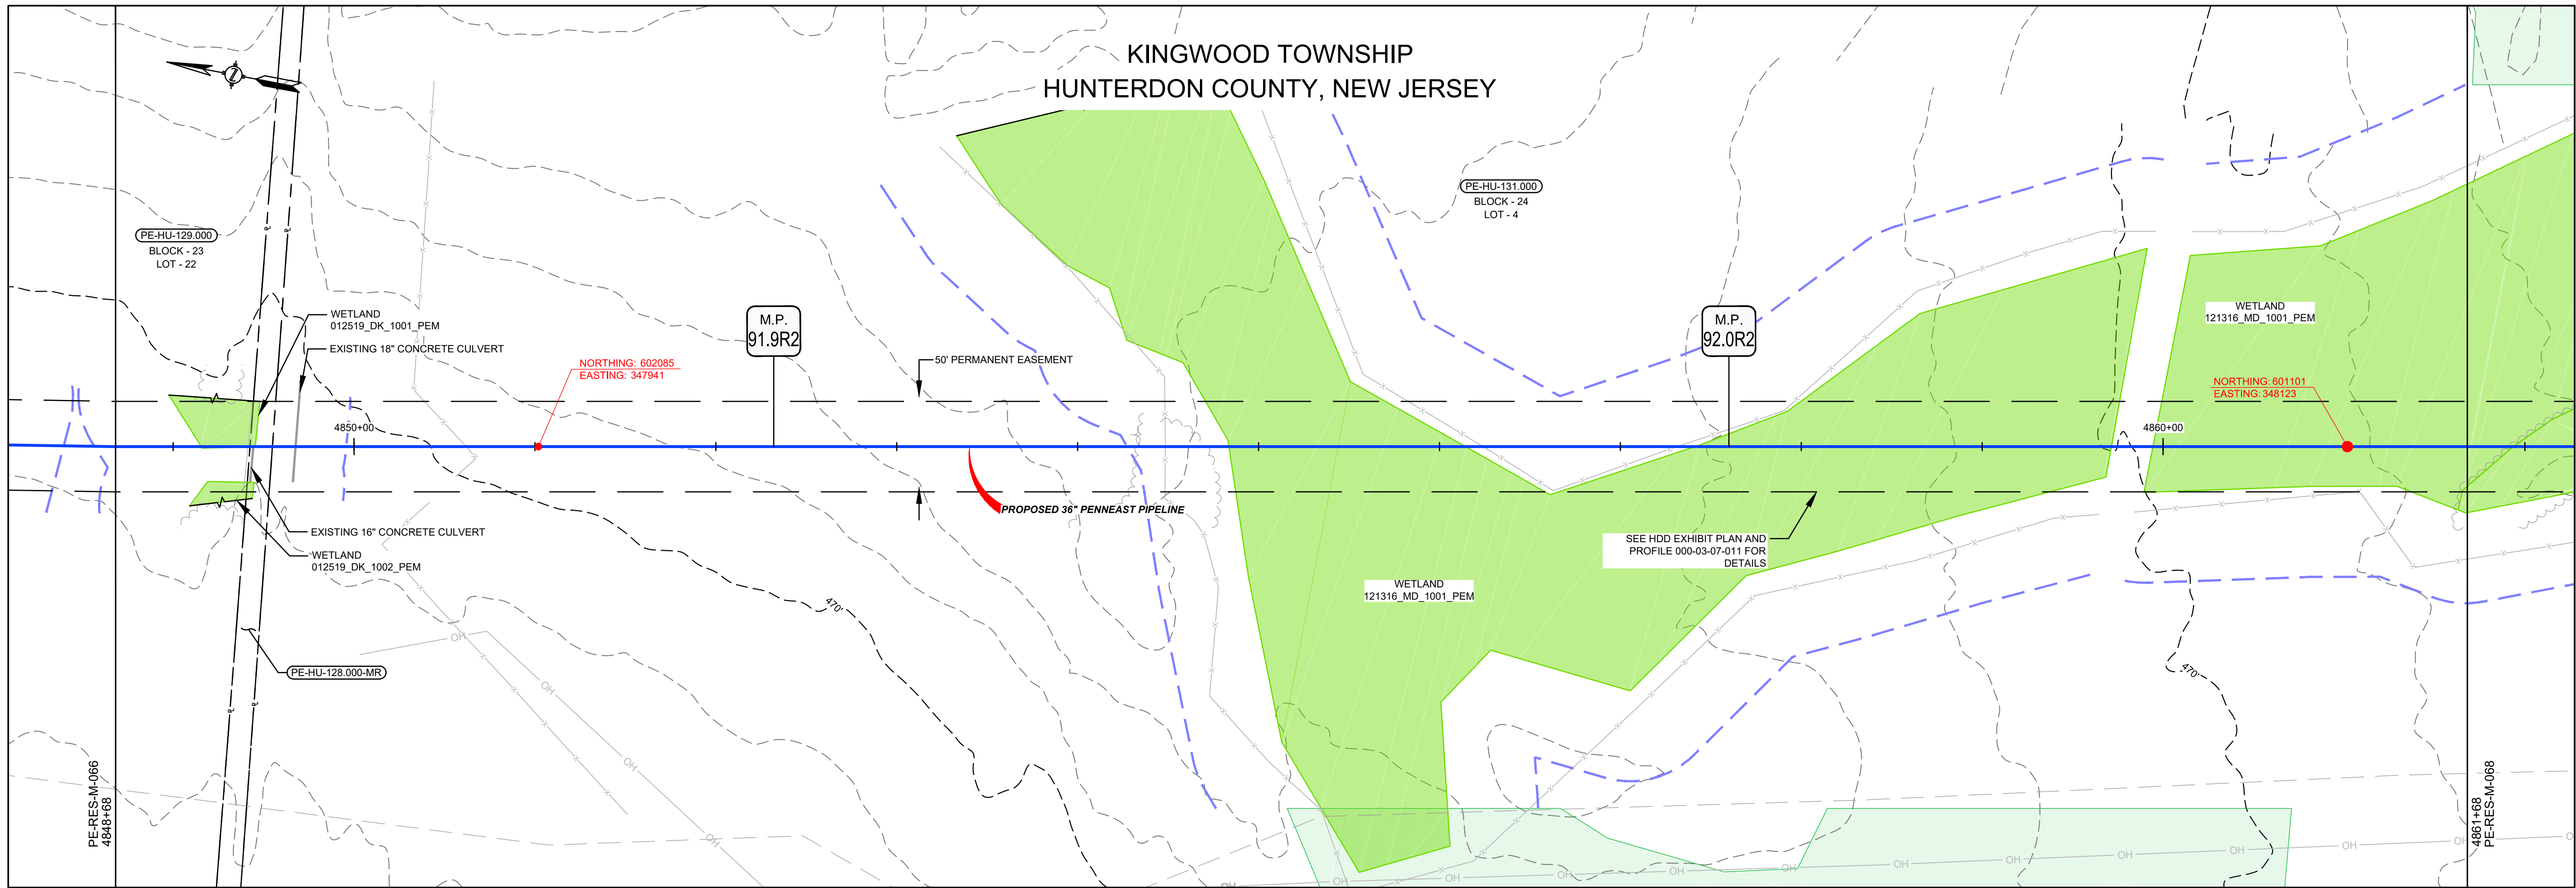 KINGWOOD TOWNSHIP
HUNTERDON COUNTY, NEW JERSEY
Z
PE-HU-129.000
BLOCK - 23
LOT - 22
PE-HU-131.000
BLOCK - 24
LOT - 4
WETLAND
012519_DK_1001_PEM
EXISTING 18" CONCRETE CULVERT
NORTHING: 602085
EASTING: 347941
M.P.
91.9R2
50' PERMANENT EASEMENT
M.P.
92.0R2
WETLAND
121316_MD_1001_PEM
NORTHING: 601101
EASTING: 348123
4850+00
4860+00
PROPOSED 36" PENNEAST PIPELINE
EXISTING 16" CONCRETE CULVERT
WETLAND
012519_DK_1002_PEM
SEE HDD EXHIBIT PLAN AND
PROFILE 000-03-07-011 FOR
DETAILS
WETLAND
121316_MD_1001_PEM
470'
470'
PE-HU-128.000-MR
OH
OH
OH
OH
OH
OH
OH
OH
OH
OH
OH
OH
OH
OH
PE-RES-M-066
4848+68
4861+68
PE-RES-M-068